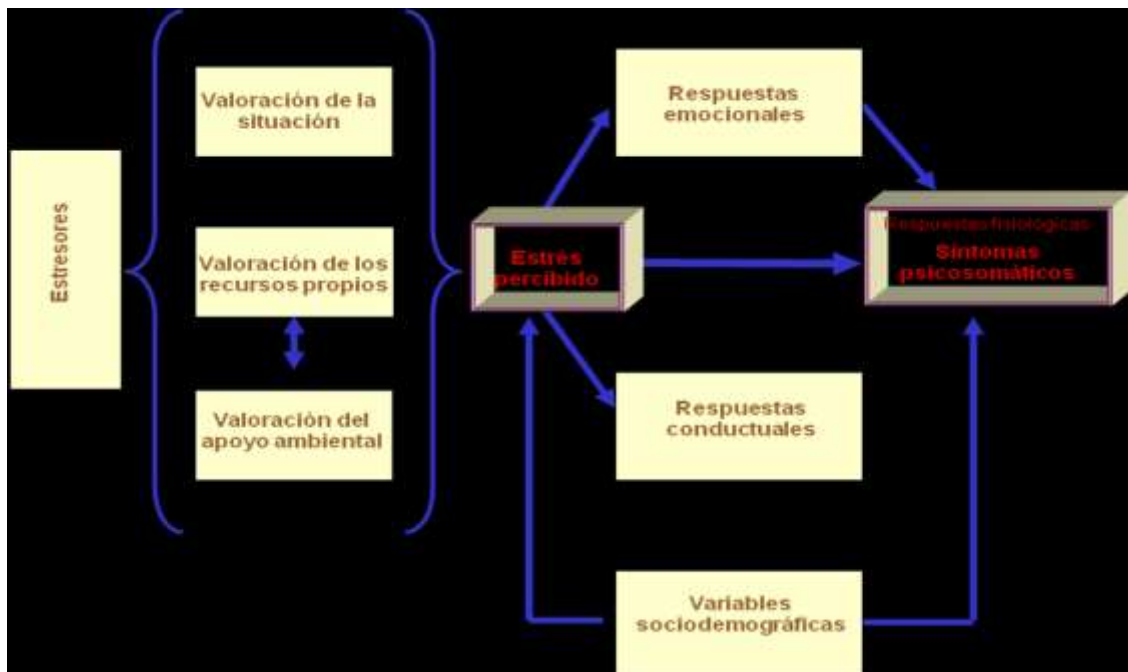 Estresores
Valoración de la
situación
Valoración de los
recursos propios
Valoración del
apoyo ambiental
Estrés
percibido
Respuestas
emocionales
Respuestas
conductuales
Variables
sociodemográficas
Respuestas fisiológicas
Síntomas
psicosomáticos